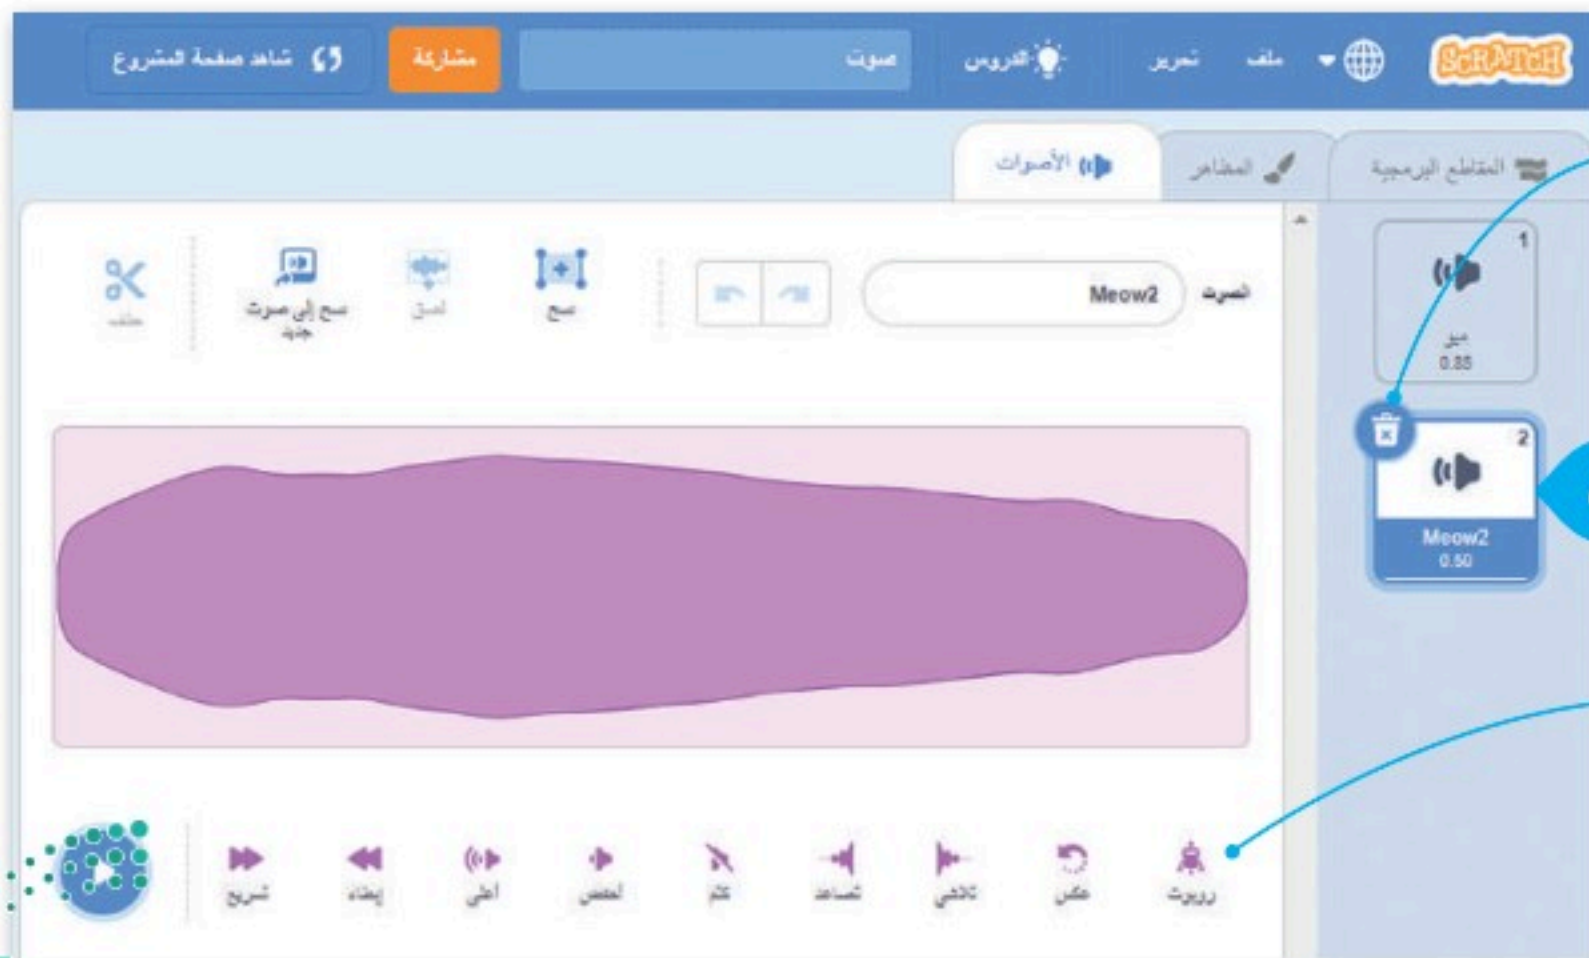 SCRATCH ملف تحرير الدروس صوت مشاركة شاهد صفحة المشروع
المقاطع البرمجية المظاهر الأصوات
1
ميو
0.85
2
Meow2
0.50
الصوت Meow2
نسخ
لصق
نسخ إلى صوت
جديد
حذف
روبوت عكس تلاشي تصاعد كتم أخفض أعلى إبطاء تسريع